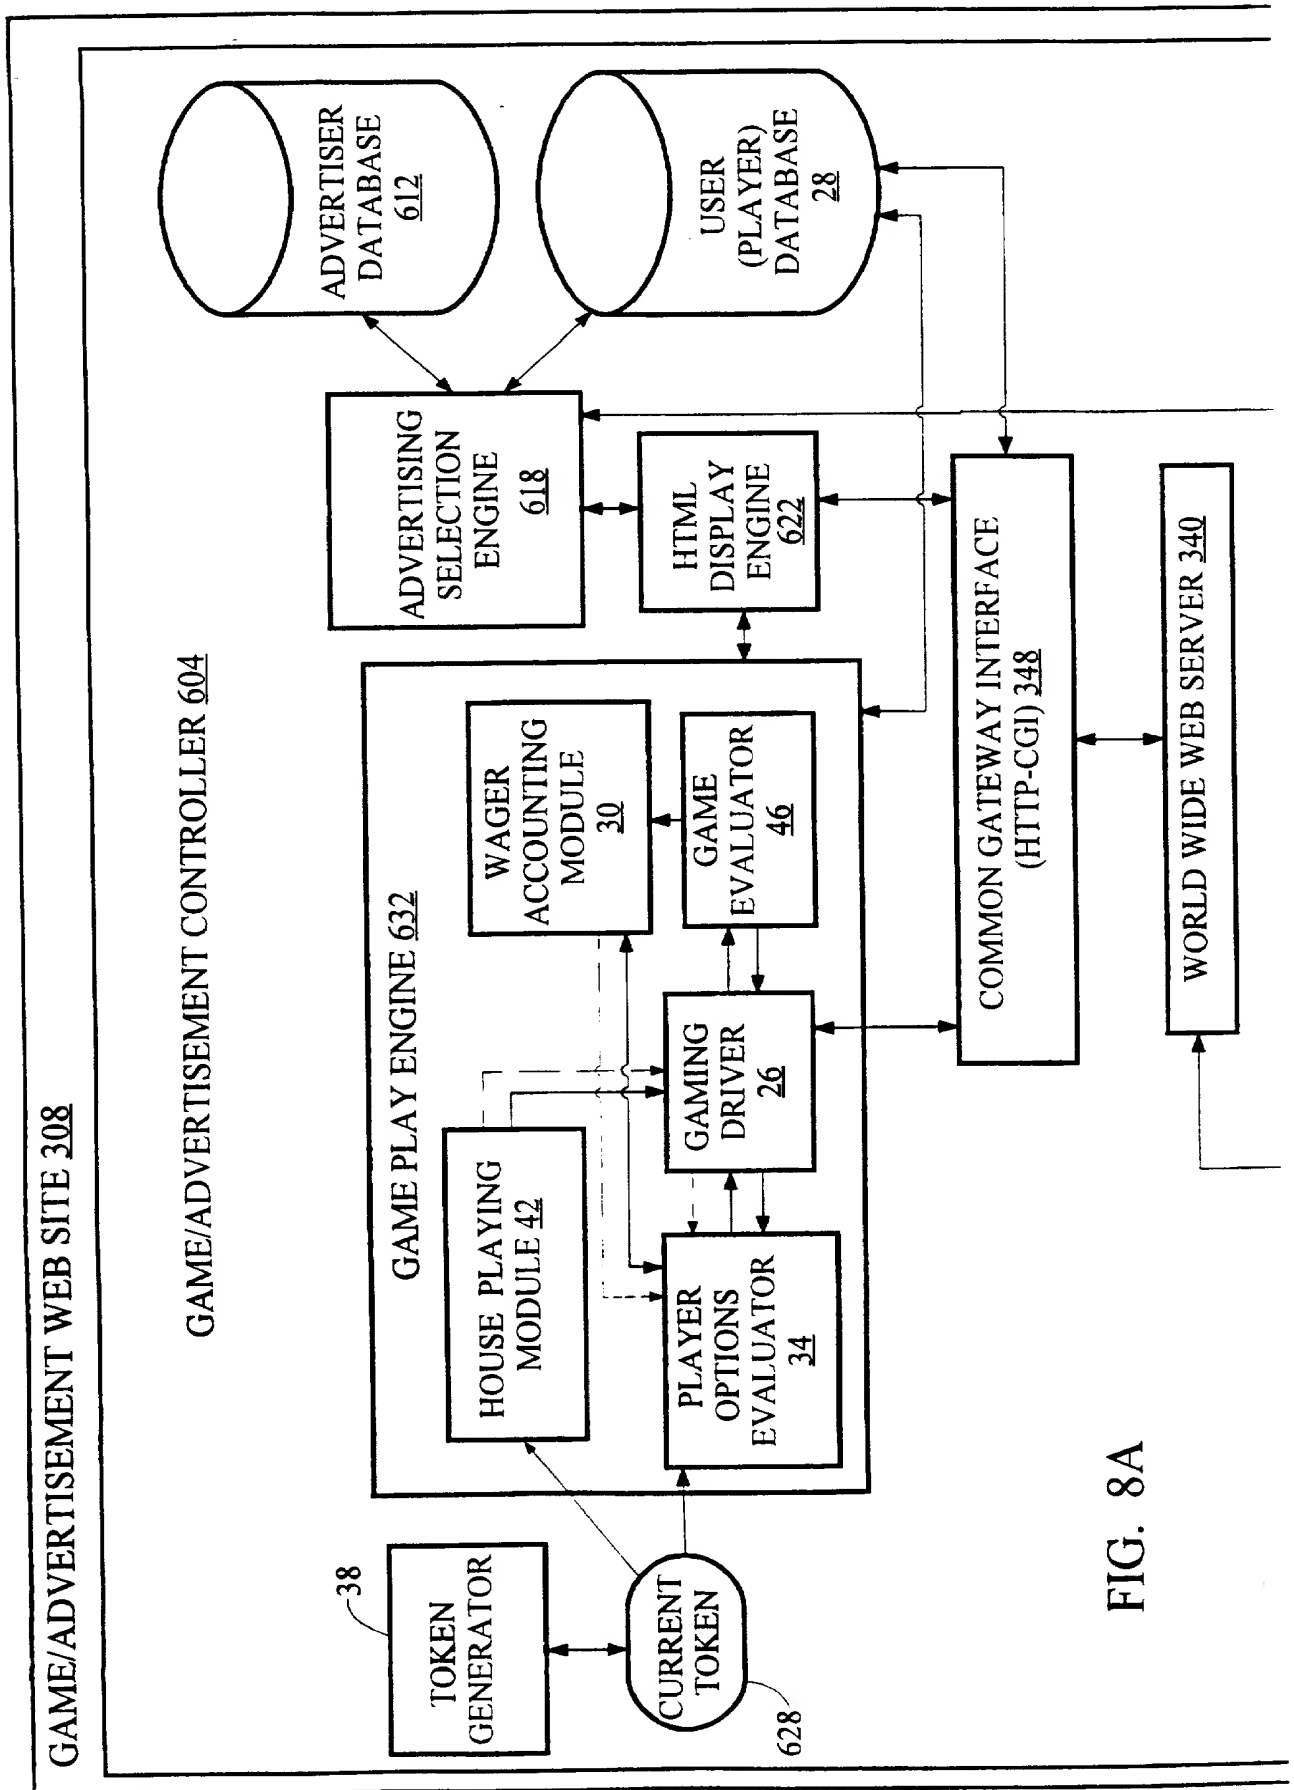 GAME/ADVERTISEMENT WEB SITE 308
GAME/ADVERTISEMENT CONTROLLER 604
TOKEN
GENERATOR
38
CURRENT
TOKEN
628
GAME PLAY ENGINE 632
HOUSE PLAYING
MODULE 42
WAGER
ACCOUNTING
MODULE
30
PLAYER
OPTIONS
EVALUATOR
34
GAMING
DRIVER
26
GAME
EVALUATOR
46
ADVERTISING
SELECTION
ENGINE
618
HTML
DISPLAY
ENGINE
622
ADVERTISER
DATABASE
612
USER
(PLAYER)
DATABASE
28
COMMON GATEWAY INTERFACE
(HTTP-CGI) 348
WORLD WIDE WEB SERVER 340
FIG. 8A